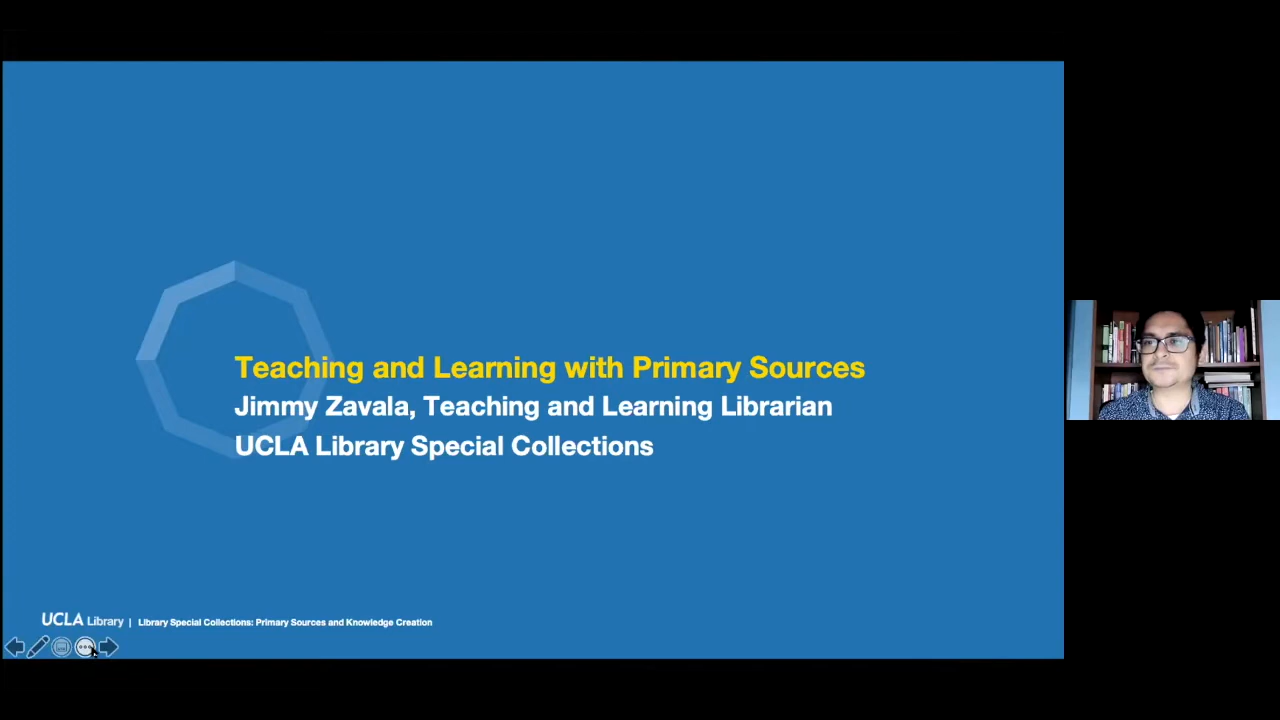 Teaching and Learning with Primary Sources
Jimmy Zavala, Teaching and Learning Librarian
UCLA Library Special Collections
UCLA Library | Library Special Collections: Primary Sources and Knowledge Creation